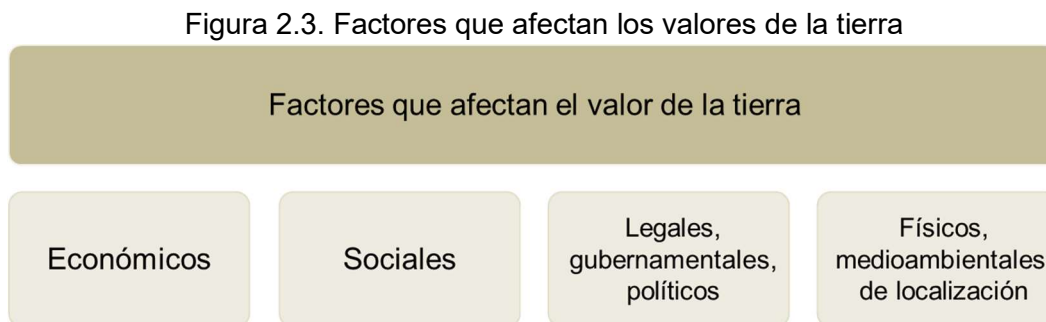 Figura 2.3. Factores que afectan los valores de la tierra
Factores que afectan el valor de la tierra
Económicos
Sociales
Legales,
gubernamentales,
políticos
Físicos,
medioambientales
de localización